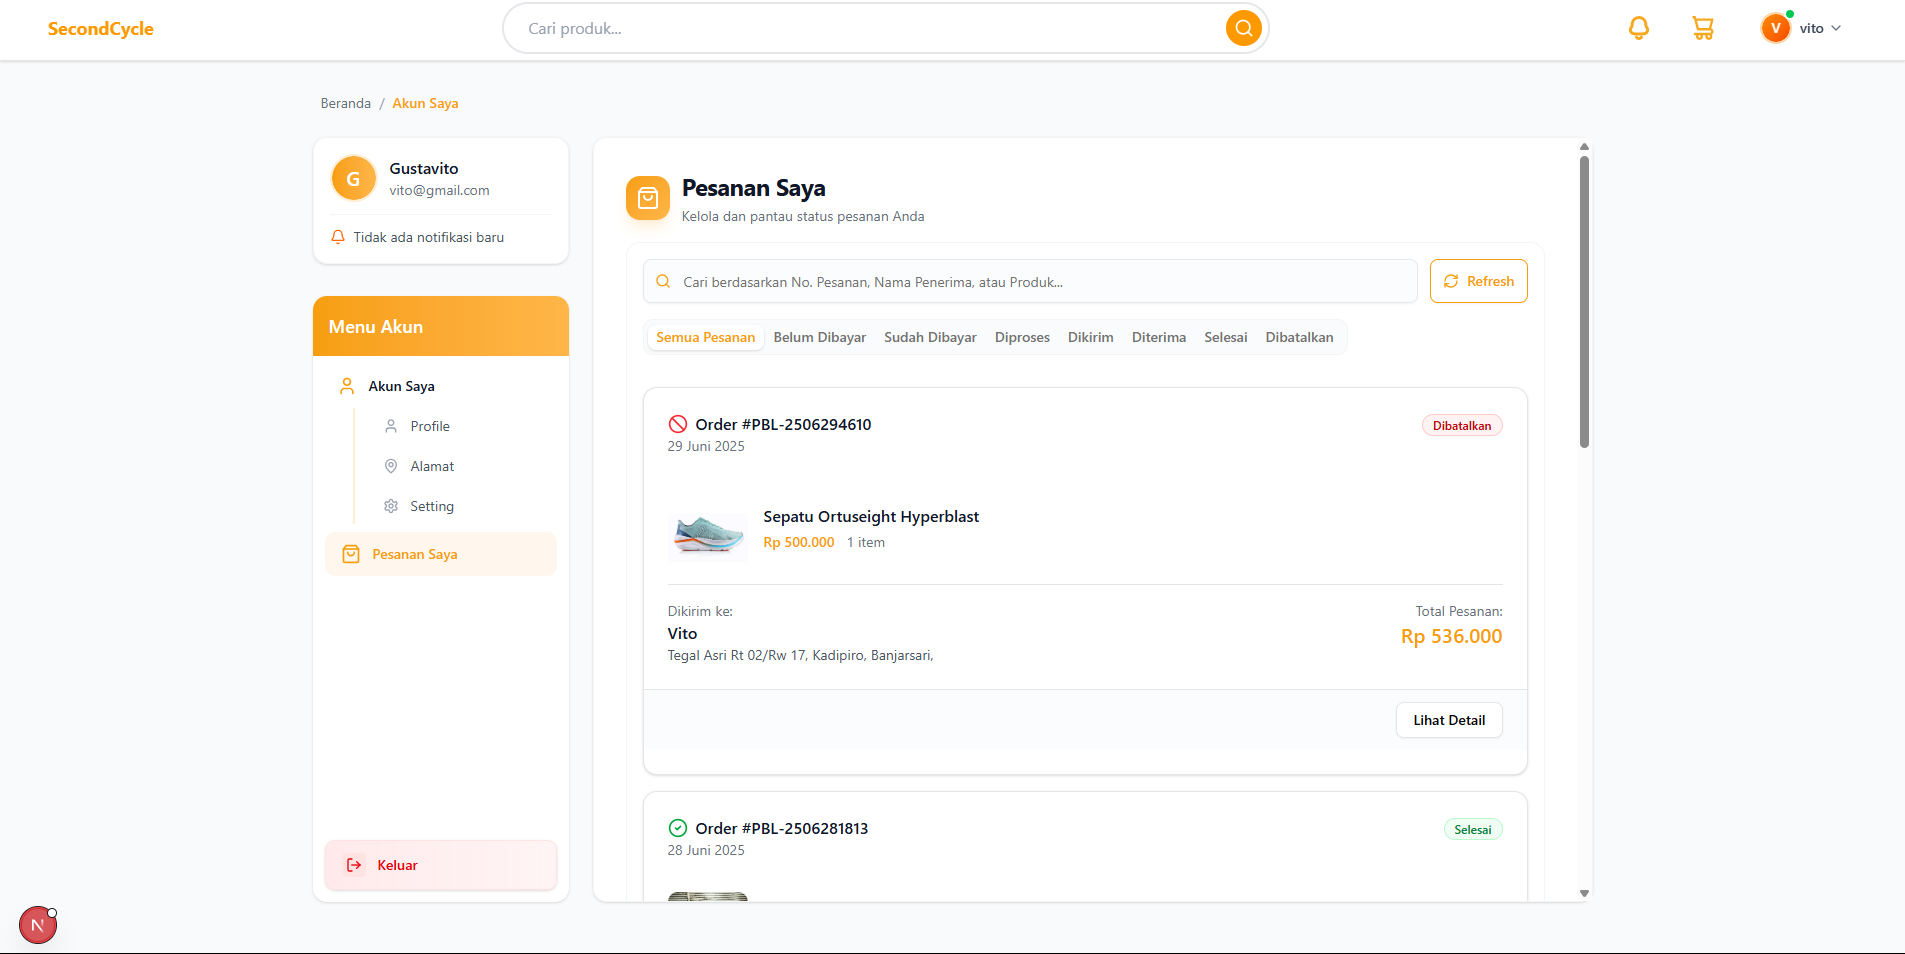 SecondCycle
Cari produk...
V
vito
Beranda / Akun Saya
G
Gustavito
vito@gmail.com
Tidak ada notifikasi baru
Menu Akun
Akun Saya
Profile
Alamat
Setting
Pesanan Saya
Keluar
N
Pesanan Saya
Kelola dan pantau status pesanan Anda
Cari berdasarkan No. Pesanan, Nama Penerima, atau Produk...
Refresh
Semua Pesanan Belum Dibayar Sudah Dibayar Diproses Dikirim Diterima Selesai Dibatalkan
Order #PBL-2506294610
Dibatalkan
29 Juni 2025
Sepatu Ortuseight Hyperblast
Rp 500.000 1 item
Dikirim ke:
Vito
Tegal Asri Rt 02/Rw 17, Kadipiro, Banjarsari,
Total Pesanan:
Rp 536.000
Lihat Detail
Order #PBL-2506281813
Selesai
28 Juni 2025